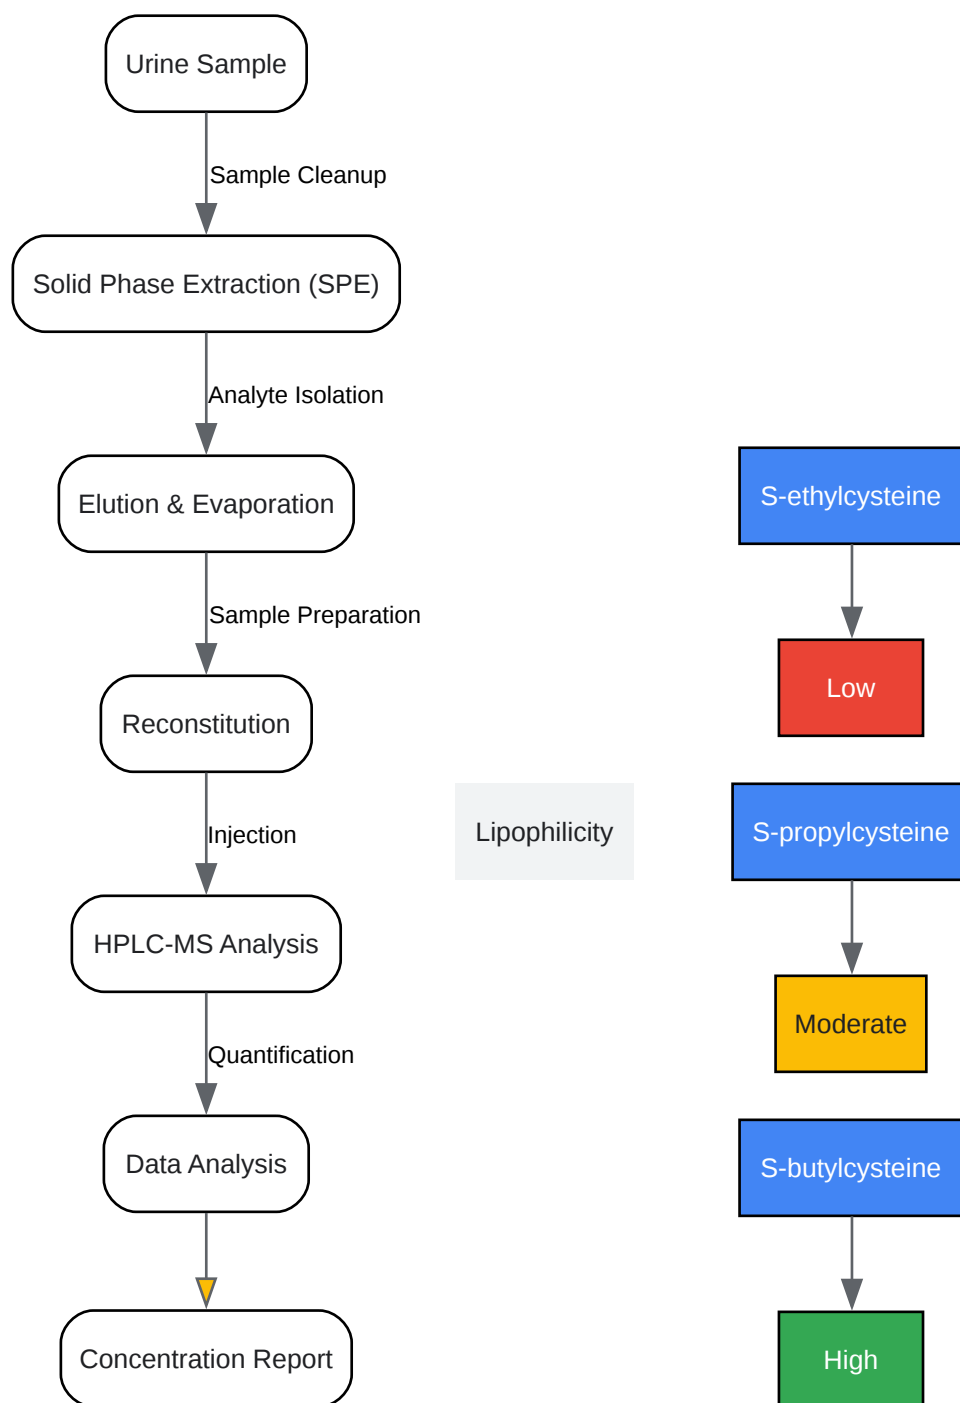 Urine Sample
Sample Cleanup
Solid Phase Extraction (SPE)
Analyte Isolation
Elution & Evaporation
Sample Preparation
Reconstitution
Injection
HPLC-MS Analysis
Quantification
Data Analysis
Concentration Report
Lipophilicity
S-ethylcysteine
Low
S-propylcysteine
Moderate
S-butylcysteine
High